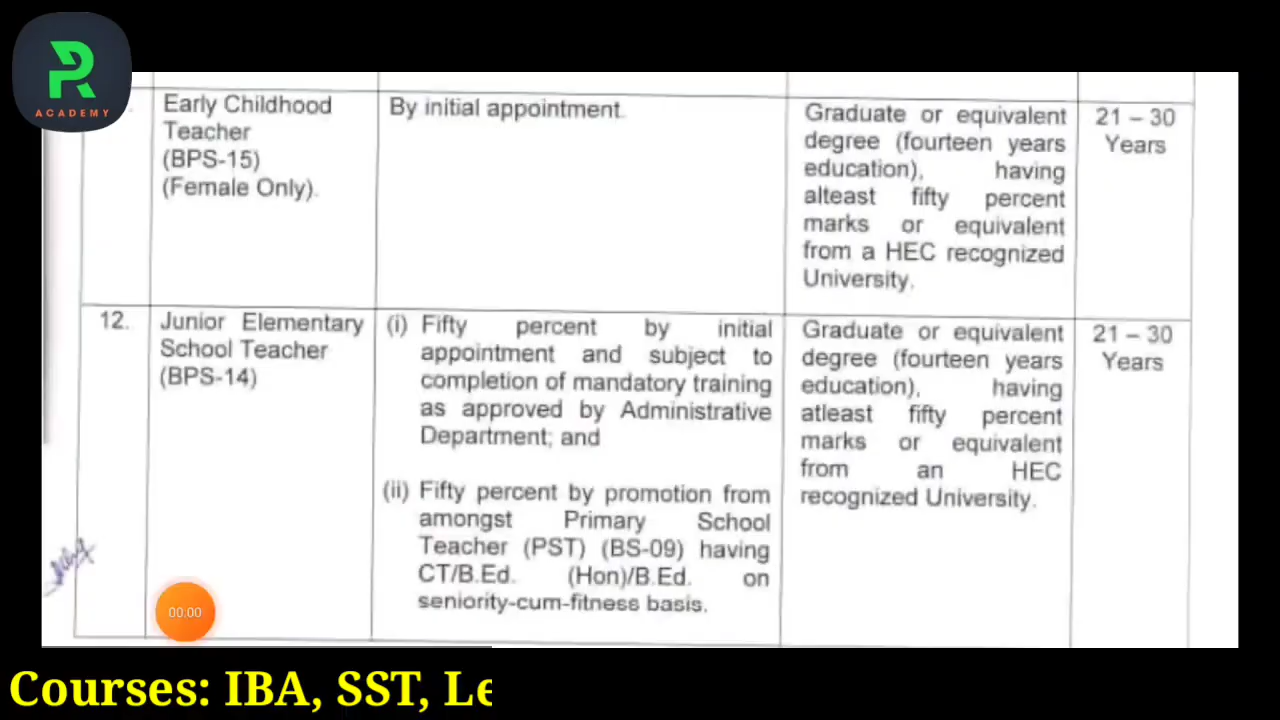 ACADEMY
Early Childhood
Teacher
(BPS-15)
(Female Only).
By initial appointment.
Graduate or equivalent
degree (fourteen years
education), having
alteast fifty percent
marks or equivalent
from a HEC recognized
University.
21 – 30
Years
12.
Junior Elementary
School Teacher
(BPS-14)
(i) Fifty percent by initial
appointment and subject to
completion of mandatory training
as approved by Administrative
Department; and
(ii) Fifty percent by promotion from
amongst Primary School
Teacher (PST) (BS-09) having
CT/B.Ed. (Hon)/B.Ed. on
seniority-cum-fitness basis.
Graduate or equivalent
degree (fourteen years
education), having
atleast fifty percent
marks or equivalent
from an HEC
recognized University.
21 – 30
Years
00:00
Courses: IBA, SST, Le